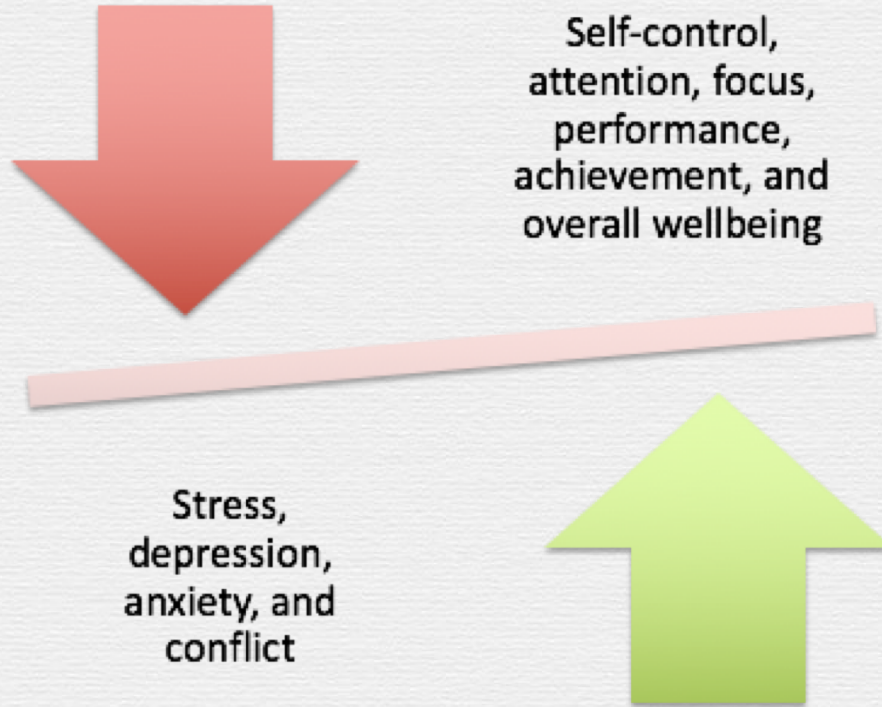 Self-control,
attention, focus,
performance,
achievement, and
overall wellbeing
Stress,
depression,
anxiety, and
conflict